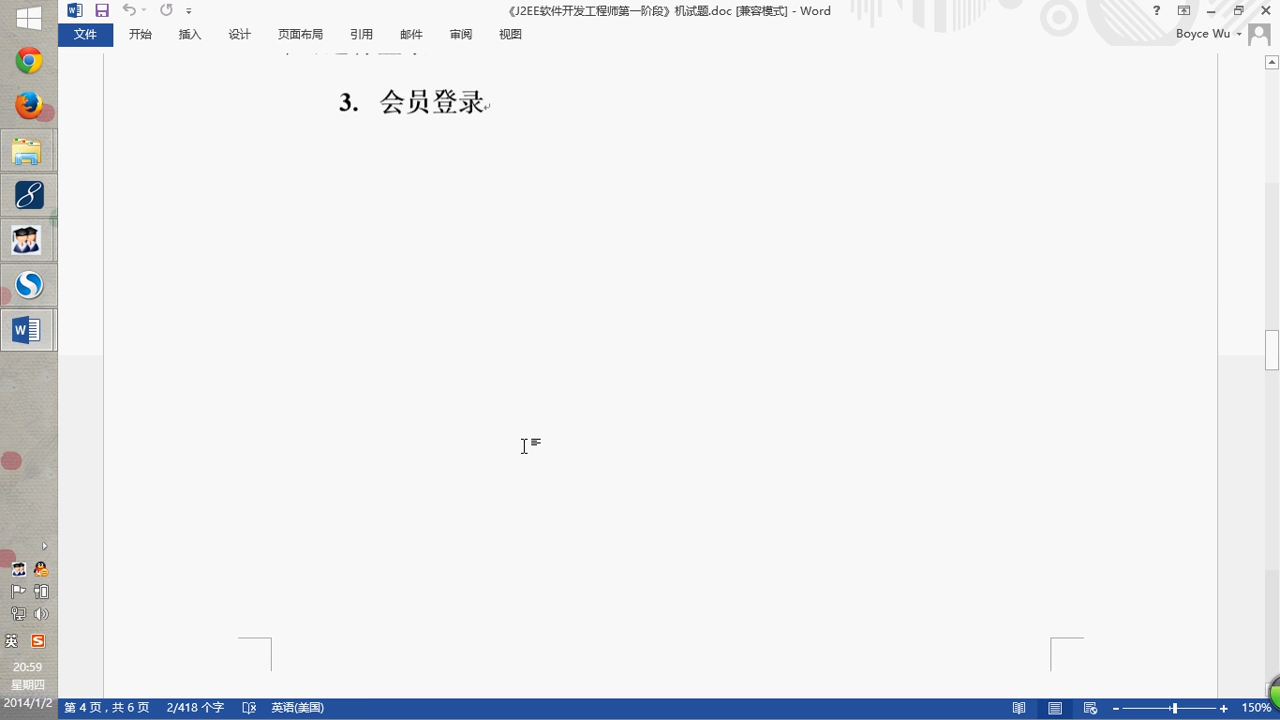 《J2EE软件开发工程师第一阶段》机试题.doc [兼容模式] - Word
文件 开始 插入 设计 页面布局 引用 邮件 审阅 视图
Boyce Wu
3. 会员登录
英
20:59
星期四
2014/1/2
第 4 页，共 6 页 2/418 个字 英语(美国)
150%